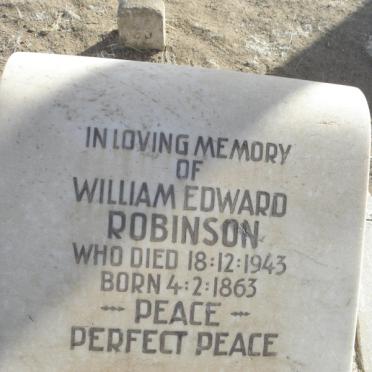 IN LOVING MEMORY
OF
WILLIAM EDWARD
ROBINSON
WHO DIED 18:12:1943
BORN 4:2:1863
--- PEACE ---
PERFECT PEACE